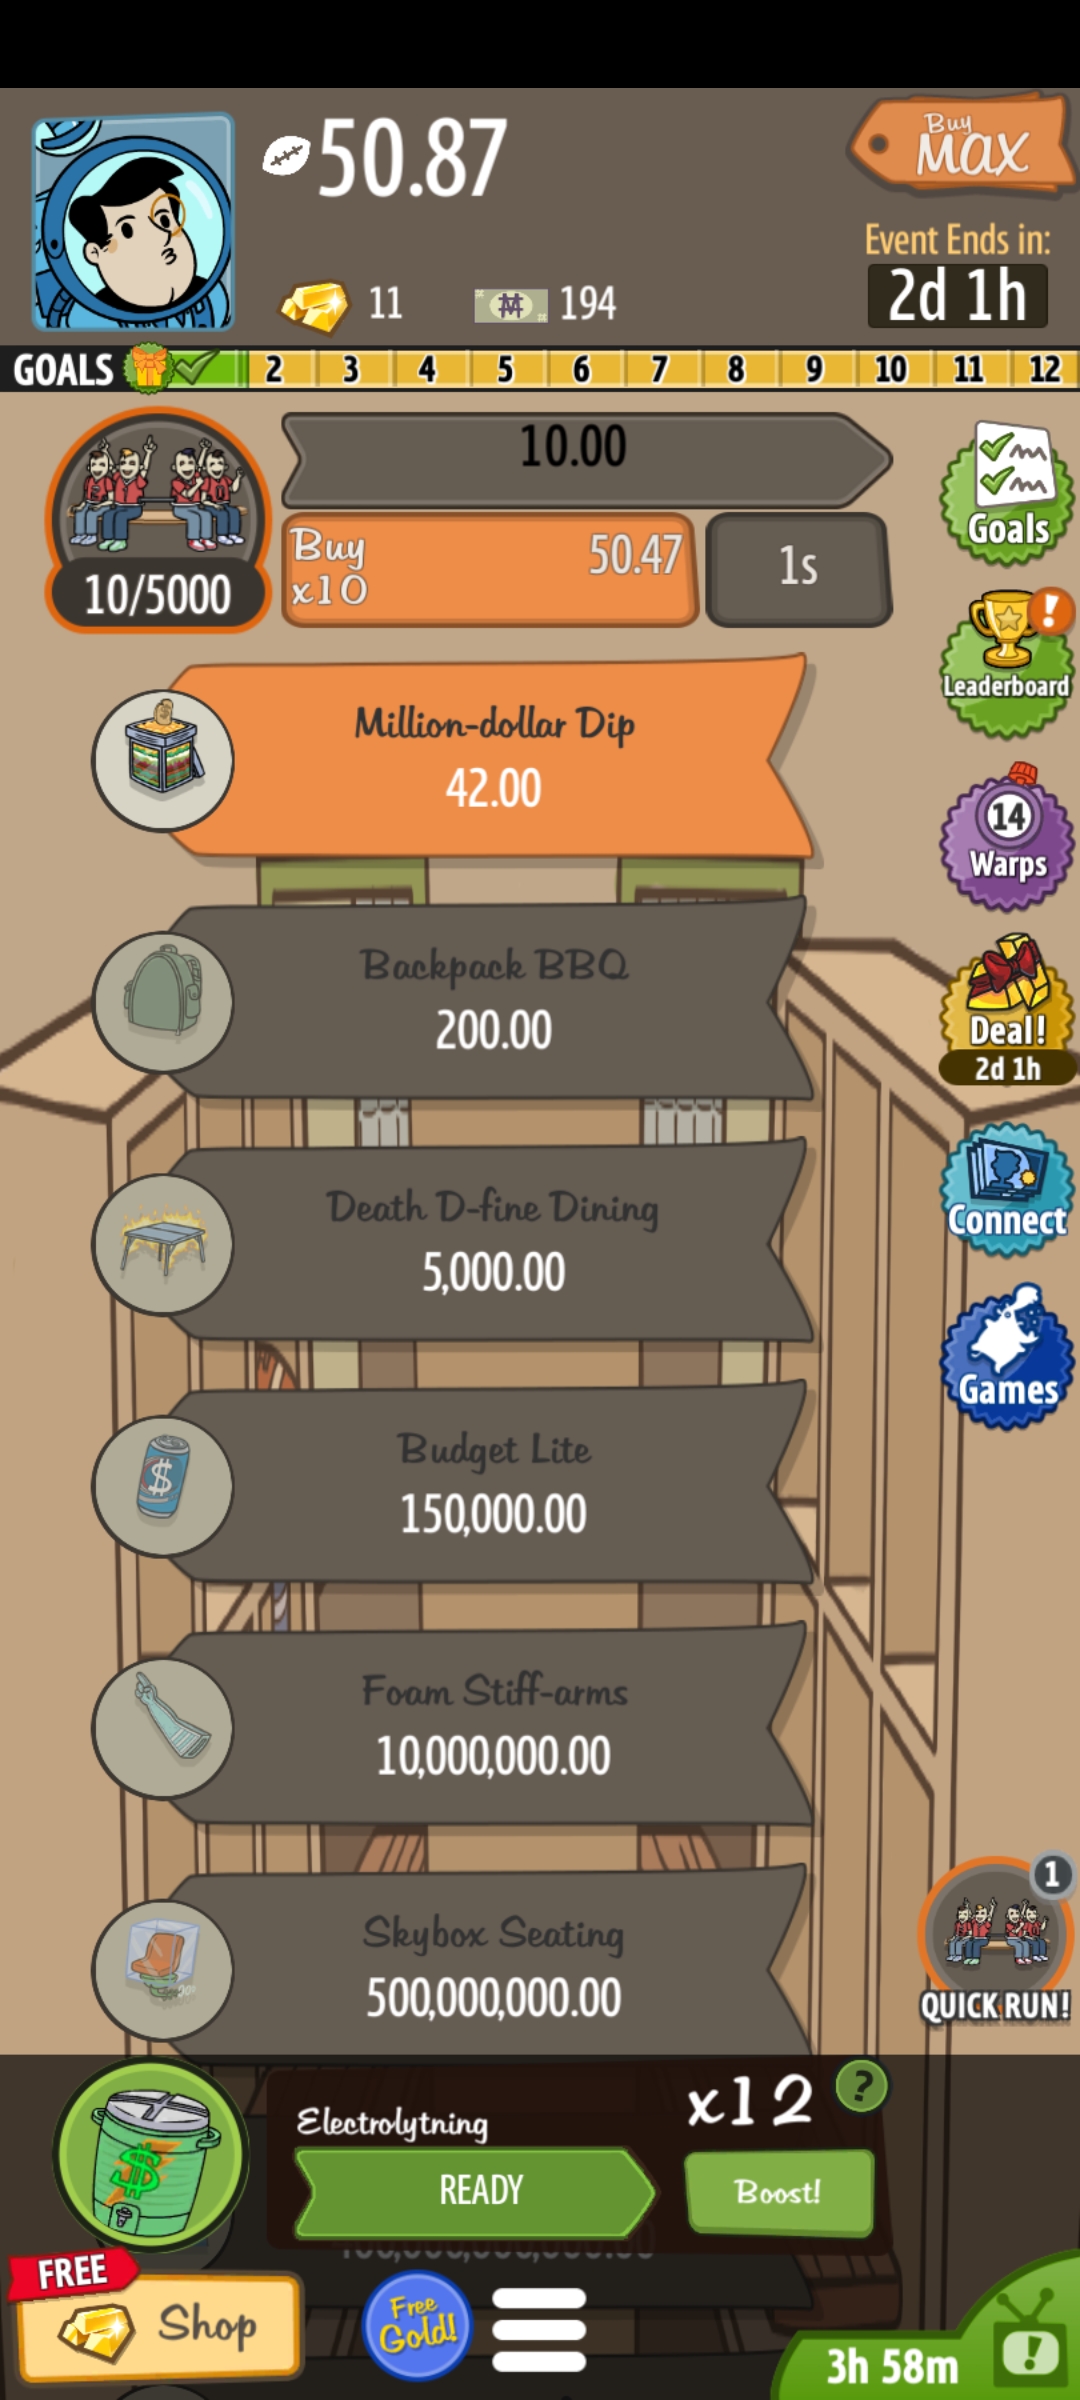 50.87
Buy
MAX
Event Ends in:
2d 1h
11
194
GOALS 2 3 4 5 6 7 8 9 10 11 12
10.00
Buy
x10
50.47
1s
10/5000
Goals
Leaderboard
Million-dollar Dip
42.00
14
Warps
Backpack BBQ
200.00
Deal!
2d 1h
Death D-fine Dining
5,000.00
Connect
Games
Budget Lite
150,000.00
Foam Stiff-arms
10,000,000.00
Skybox Seating
500,000,000.00
1
QUICK RUN!
Electrolytning
x12
?
READY
Boost!
FREE
Shop
Free
Gold!
3h 58m